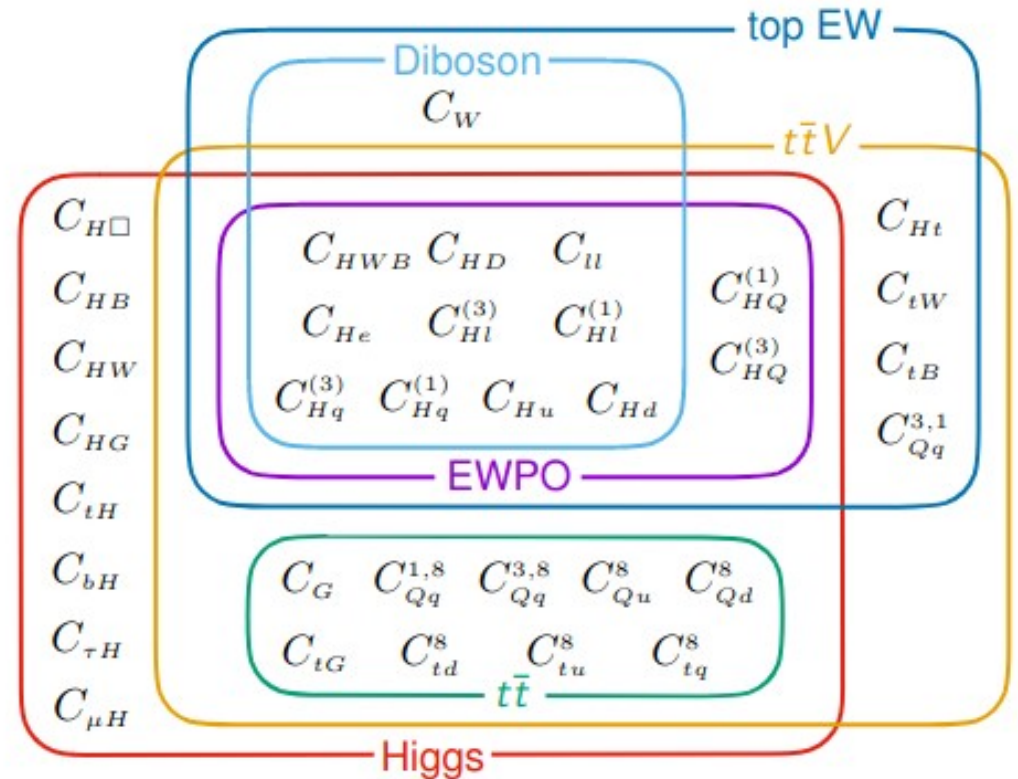 top EW
Diboson
C_W
tt̄V
C_{H□} C_{HWB} C_{HD} C_{ll} C_{Ht}
C_{HB} C_{He} C_{Hl}^{(3)} C_{Hl}^{(1)} C_{HQ}^{(1)} C_{tW}
C_{HW} C_{Hq}^{(3)} C_{Hq}^{(1)} C_{Hu} C_{Hd} C_{HQ}^{(3)} C_{tB}
C_{HG} C_{Qq}^{3,1}
EWPO
C_{tH}
C_{bH} C_G C_{Qq}^{1,8} C_{Qq}^{3,8} C_{Qu}^{8} C_{Qd}^{8}
C_{τH} C_{tG} C_{td}^{8} C_{tu}^{8} C_{tq}^{8}
tt̄
C_{μH}
Higgs